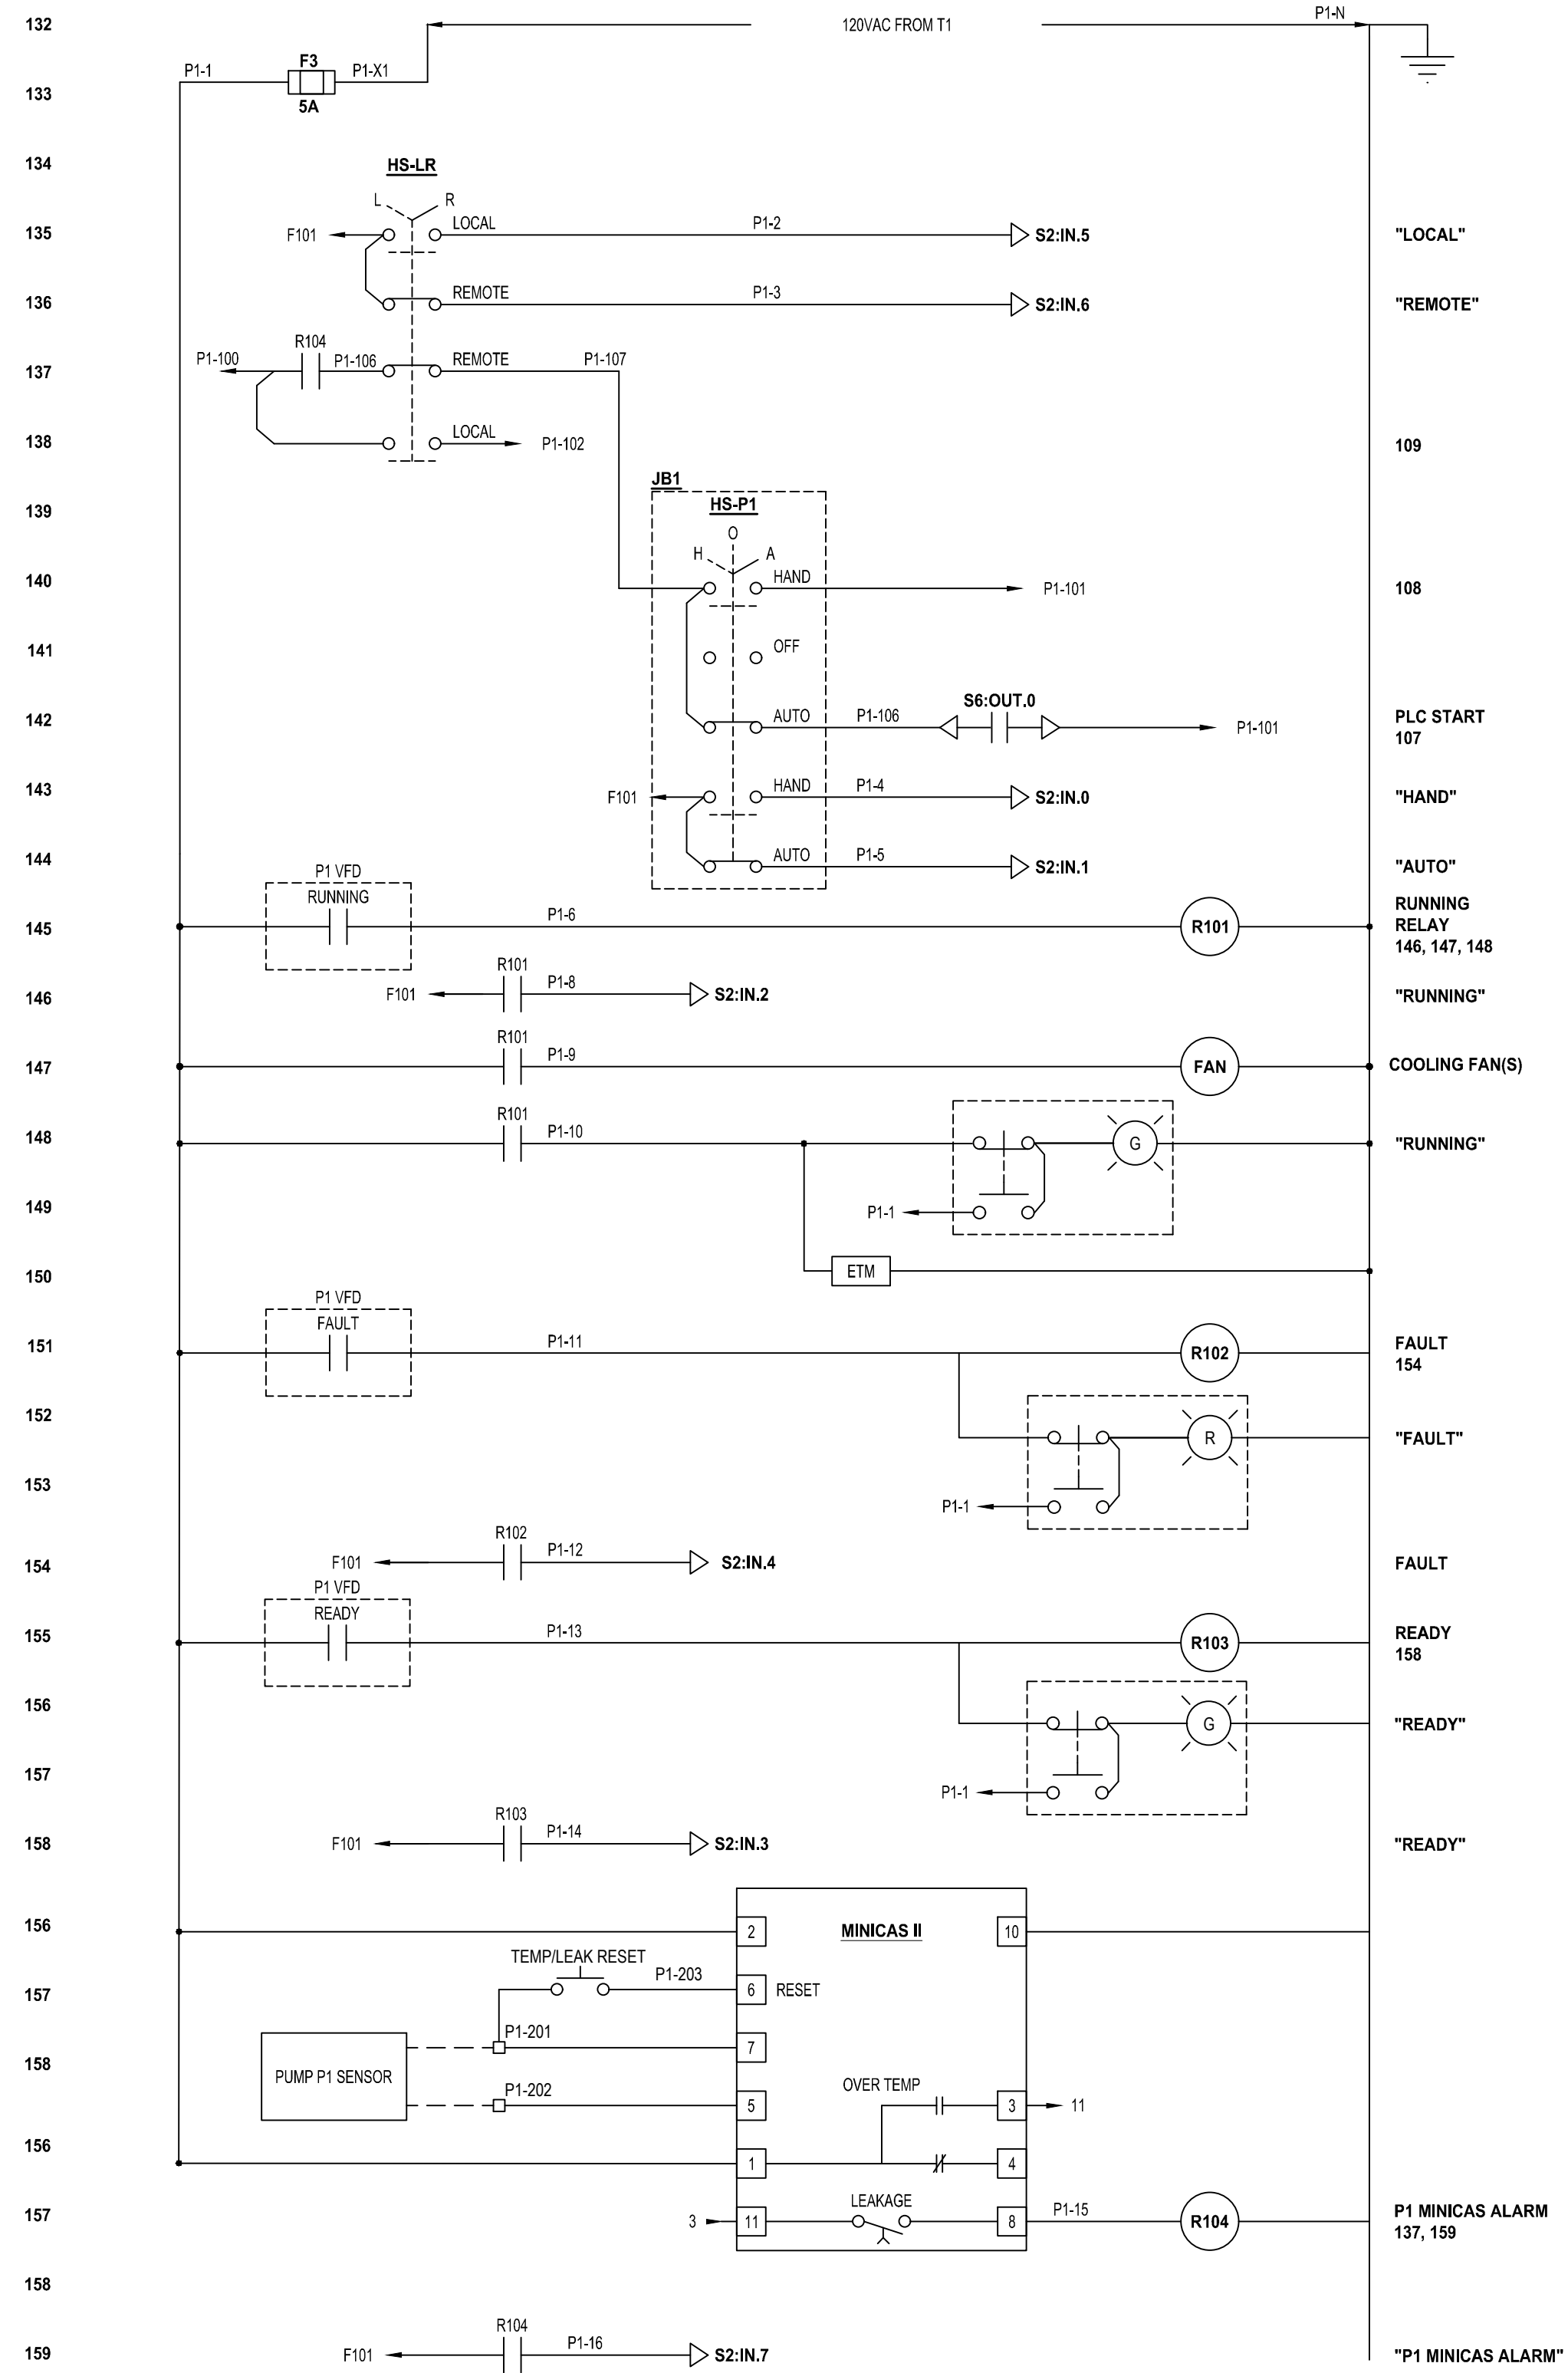 132 120VAC FROM T1 P1-N
P1-1 F3 P1-X1
133 5A
134 HS-LR
L R
135 F101 LOCAL P1-2 S2:IN.5 "LOCAL"
136 REMOTE P1-3 S2:IN.6 "REMOTE"
R104
137 P1-100 P1-106 REMOTE P1-107
138 LOCAL P1-102 109
JB1
139 HS-P1
O
H A
140 HAND P1-101 108
141 OFF
S6:OUT.0
142 AUTO P1-106 P1-101 PLC START
107
143 F101 HAND P1-4 S2:IN.0 "HAND"
144 AUTO P1-5 S2:IN.1 "AUTO"
P1 VFD
RUNNING RUNNING
145 P1-6 R101 RELAY
146, 147, 148
R101
146 F101 P1-8 S2:IN.2 "RUNNING"
R101
147 P1-9 FAN COOLING FAN(S)
R101
148 P1-10 G "RUNNING"
149 P1-1
150 ETM
P1 VFD
FAULT
151 P1-11 R102 FAULT
154
152 R "FAULT"
153 P1-1
R102
154 F101 P1-12 S2:IN.4 FAULT
P1 VFD
READY
155 P1-13 R103 READY
158
156 G "READY"
157 P1-1
R103
158 F101 P1-14 S2:IN.3 "READY"
156 2 MINICAS II 10
TEMP/LEAK RESET
157 P1-203 6 RESET
P1-201 7
158 PUMP P1 SENSOR
OVER TEMP
P1-202 5 3 11
156 1 4
LEAKAGE
157 3 11 8 P1-15 R104 P1 MINICAS ALARM
137, 159
158
R104
159 F101 P1-16 S2:IN.7 "P1 MINICAS ALARM"